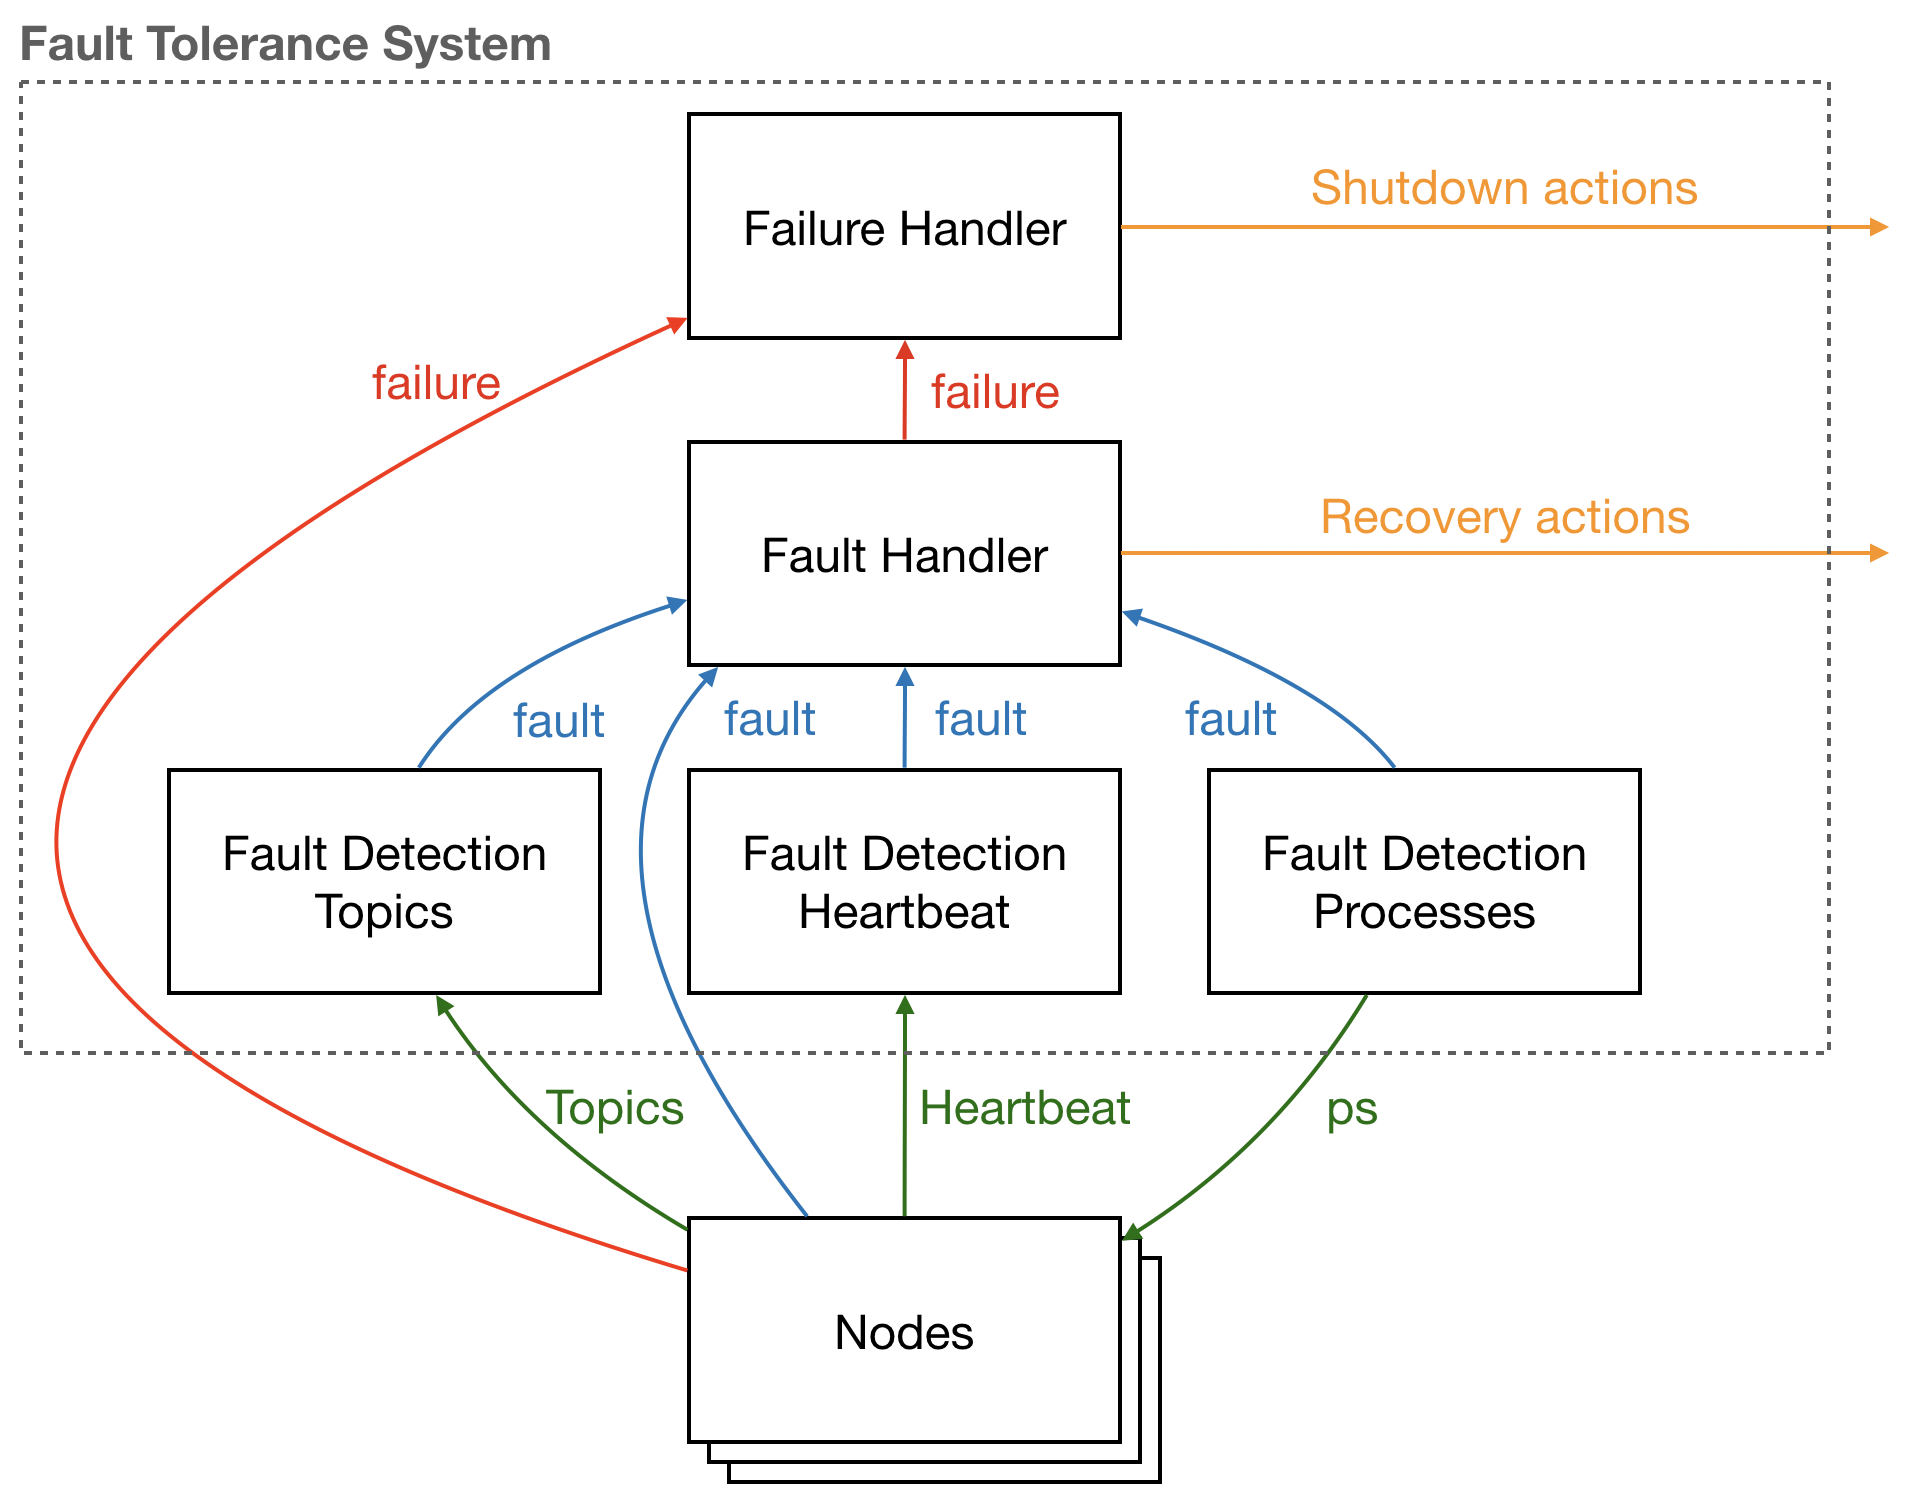 Fault Tolerance System
Failure Handler
Shutdown actions
failure
failure
Fault Handler
Recovery actions
fault
fault
fault
fault
Fault Detection
Topics
Fault Detection
Heartbeat
Fault Detection
Processes
Topics
Heartbeat
ps
Nodes